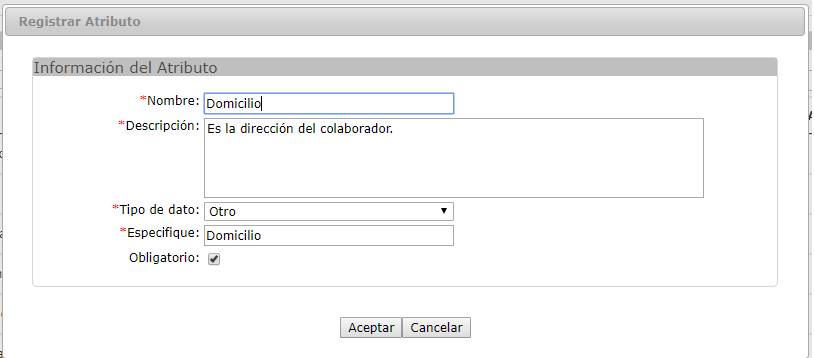 Registrar Atributo
Información del Atributo
*Nombre: Domicilio
*Descripción: Es la dirección del colaborador.
*Tipo de dato: Otro
*Especifique: Domicilio
Obligatorio:
Aceptar Cancelar